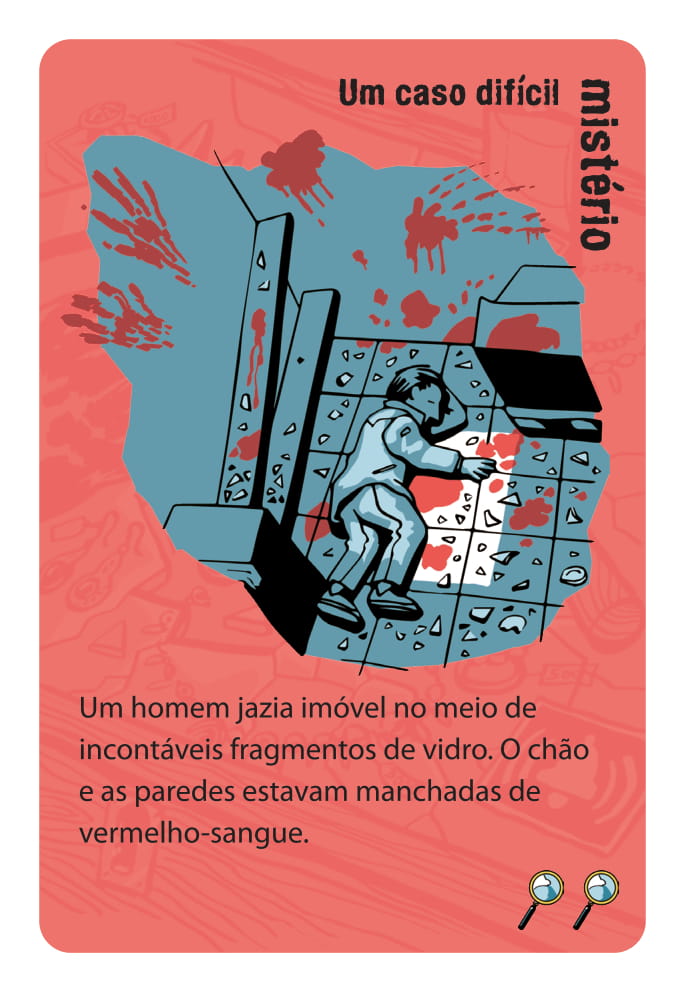 Um caso difícil
mistério
Um homem jazia imóvel no meio de
incontáveis fragmentos de vidro. O chão
e as paredes estavam manchadas de
vermelho-sangue.